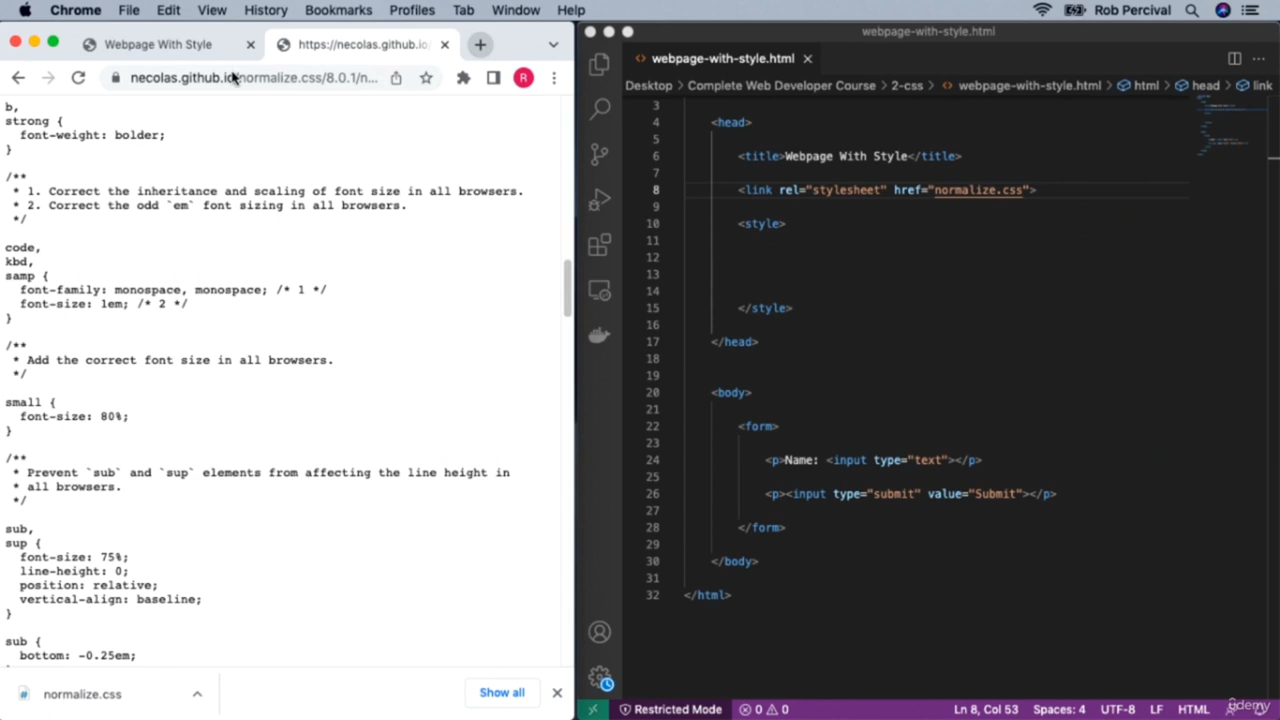 Chrome File Edit View History Bookmarks Profiles Tab Window Help Rob Percival
Webpage With Style
https://necolas.github.io
necolas.github.io/normalize.css/8.0.1/n...
R
b,
strong {
font-weight: bolder;
}
/**
* 1. Correct the inheritance and scaling of font size in all browsers.
* 2. Correct the odd `em` font sizing in all browsers.
*/
code,
kbd,
samp {
font-family: monospace, monospace; /* 1 */
font-size: 1em; /* 2 */
}
/**
* Add the correct font size in all browsers.
*/
small {
font-size: 80%;
}
/**
* Prevent `sub` and `sup` elements from affecting the line height in
* all browsers.
*/
sub,
sup {
font-size: 75%;
line-height: 0;
position: relative;
vertical-align: baseline;
}
sub {
bottom: -0.25em;
normalize.css
Show all
webpage-with-style.html
webpage-with-style.html
Desktop > Complete Web Developer Course > 2-css > webpage-with-style.html > html > head > link
3
4 <head>
5
6 <title>Webpage With Style</title>
7
8 <link rel="stylesheet" href="normalize.css">
9
10 <style>
11
12
13
14
15 </style>
16
17 </head>
18
19
20 <body>
21
22 <form>
23
24 <p>Name: <input type="text"></p>
25
26 <p><input type="submit" value="Submit"></p>
27
28 </form>
29
30 </body>
31
32 </html>
Restricted Mode 0 0 Ln 8, Col 53 Spaces: 4 UTF-8 LF HTML
ûdemy